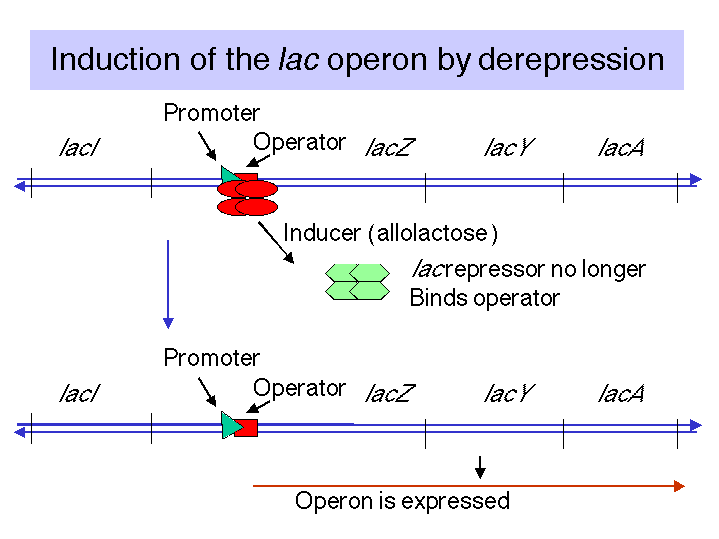 Induction of the lac operon by derepression
Promoter
Operator
lacI
lacZ
lacY
lacA
Inducer (allolactose)
lac repressor no longer
Binds operator
Promoter
Operator
lacI
lacZ
lacY
lacA
Operon is expressed